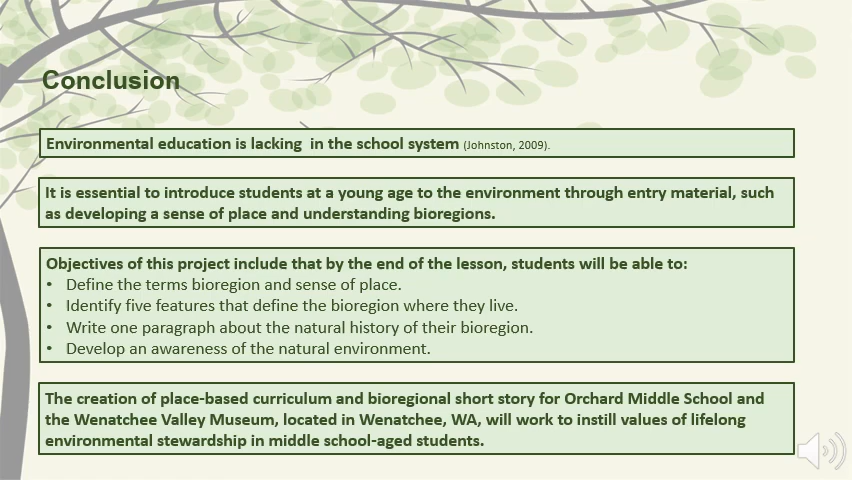 Conclusion
Environmental education is lacking  in the school system (Johnston, 2009).
It is essential to introduce students at a young age to the environment through entry material, such
as developing a sense of place and understanding bioregions.
Objectives of this project include that by the end of the lesson, students will be able to:
• Define the terms bioregion and sense of place.
• Identify five features that define the bioregion where they live.
• Write one paragraph about the natural history of their bioregion.
• Develop an awareness of the natural environment.
The creation of place-based curriculum and bioregional short story for Orchard Middle School and
the Wenatchee Valley Museum, located in Wenatchee, WA, will work to instill values of lifelong
environmental stewardship in middle school-aged students.